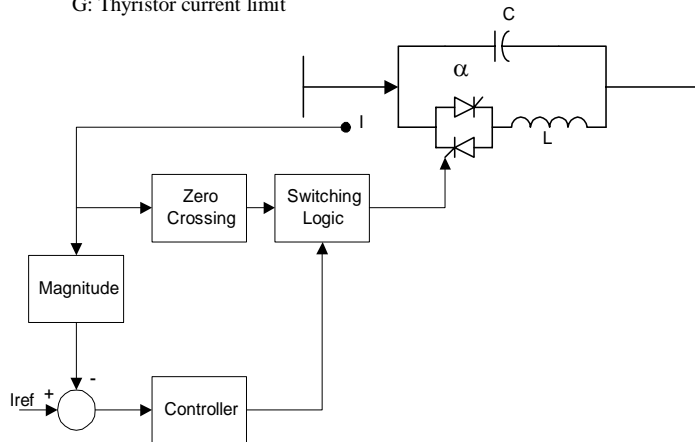 G: Thyristor current limit
C
α
I
L
Zero
Crossing
Switching
Logic
Magnitude
-
Iref +
Controller